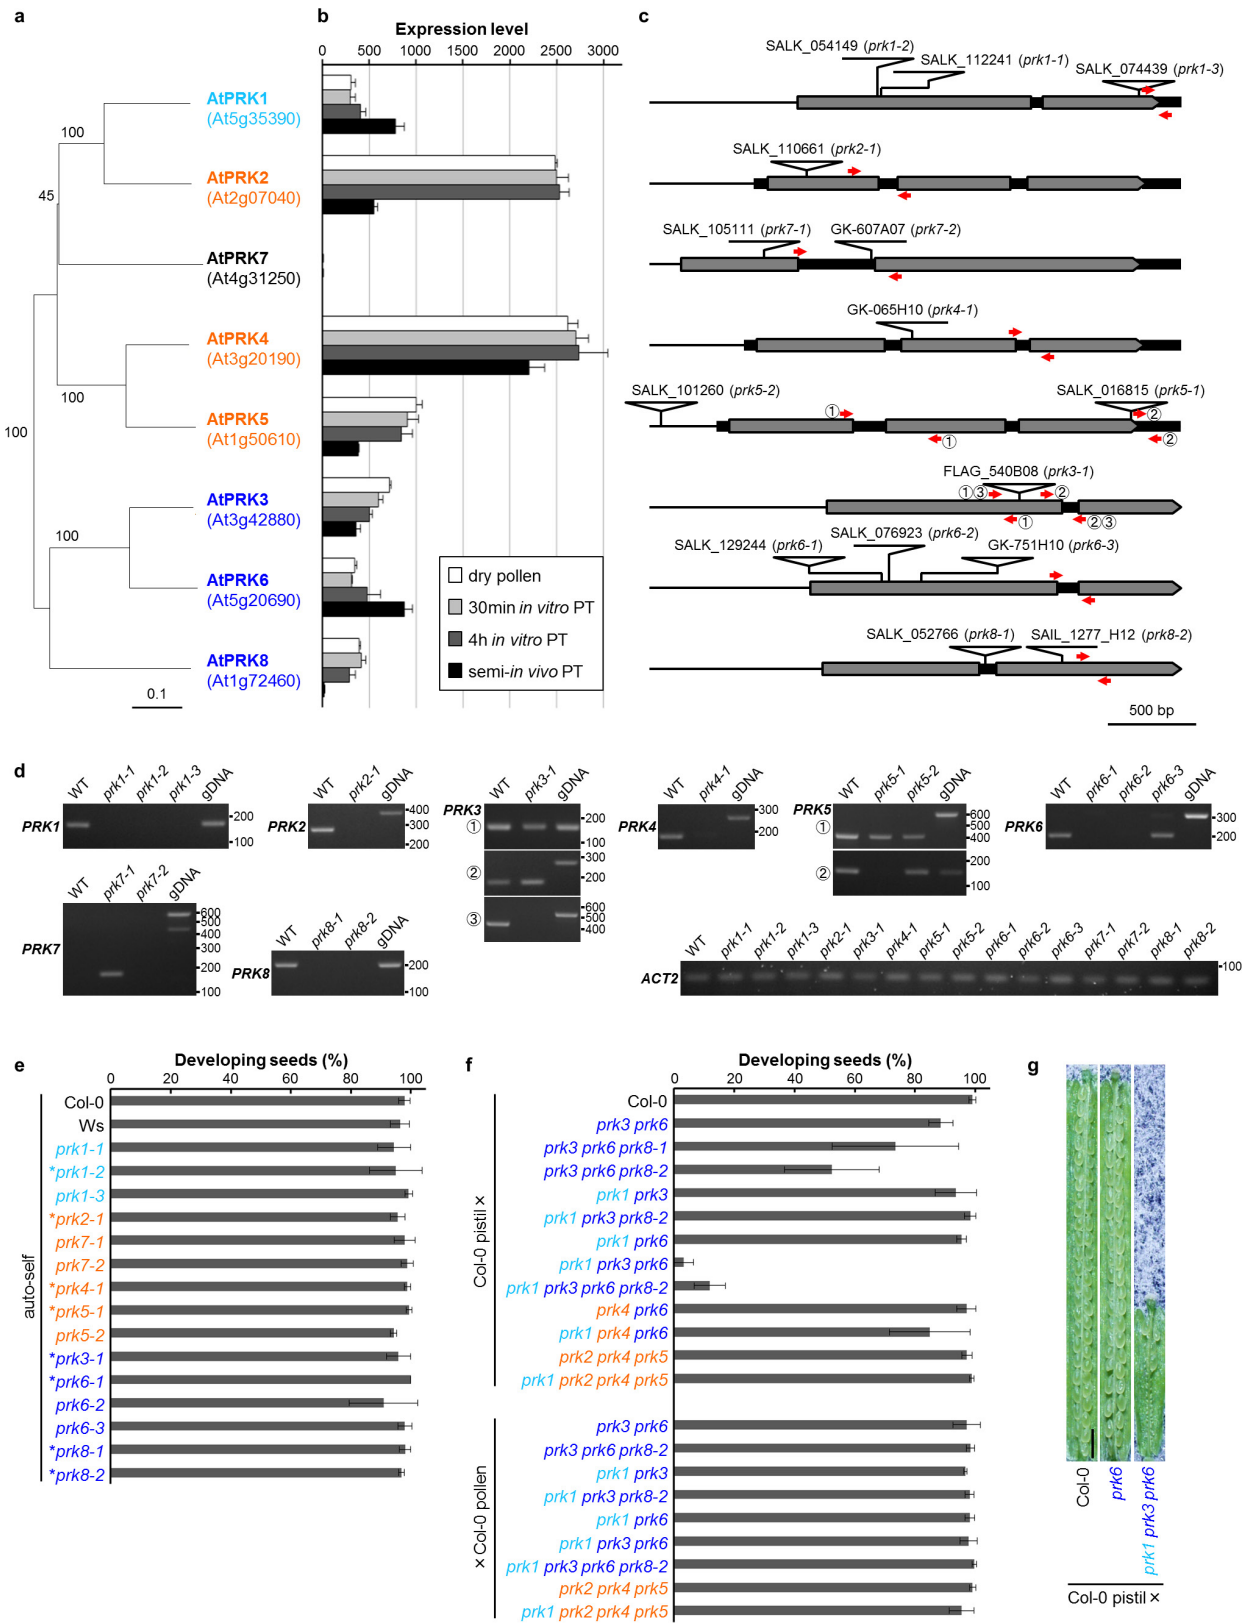 a
b
c
Expression level
0 500 1000 1500 2000 2500 3000
AtPRK1
(At5g35390)
AtPRK2
(At2g07040)
AtPRK7
(At4g31250)
AtPRK4
(At3g20190)
AtPRK5
(At1g50610)
AtPRK3
(At3g42880)
AtPRK6
(At5g20690)
AtPRK8
(At1g72460)
100
45
100
100
100
0.1
dry pollen
30min in vitro PT
4h in vitro PT
semi-in vivo PT
SALK_054149 (prk1-2)
SALK_112241 (prk1-1)
SALK_074439 (prk1-3)
SALK_110661 (prk2-1)
SALK_105111 (prk7-1)
GK-607A07 (prk7-2)
GK-065H10 (prk4-1)
SALK_101260 (prk5-2)
SALK_016815 (prk5-1)
① ②
① ②
FLAG_540B08 (prk3-1)
①③ ②
① ②③
SALK_076923 (prk6-2)
SALK_129244 (prk6-1)
GK-751H10 (prk6-3)
SALK_052766 (prk8-1)
SAIL_1277_H12 (prk8-2)
500 bp
d
WT prk1-1 prk1-2 prk1-3 gDNA
PRK1
200
100
WT prk2-1 gDNA
PRK2
400
300
200
WT prk3-1 gDNA
PRK3
①
200
100
②
300
200
③
600
500
400
WT prk4-1 gDNA
PRK4
300
200
WT prk5-1 prk5-2 gDNA
PRK5
①
600
500
400
②
200
100
WT prk6-1 prk6-2 prk6-3 gDNA
PRK6
300
200
WT prk7-1 prk7-2 gDNA
PRK7
600
500
400
300
200
100
WT prk8-1 prk8-2 gDNA
PRK8
200
100
WT prk1-1 prk1-2 prk1-3 prk2-1 prk3-1 prk4-1 prk5-1 prk5-2 prk6-1 prk6-2 prk6-3 prk7-1 prk7-2 prk8-1 prk8-2
ACT2
100
e
Developing seeds (%)
0 20 40 60 80 100
auto-self
Col-0
Ws
prk1-1
*prk1-2
prk1-3
*prk2-1
prk7-1
prk7-2
*prk4-1
*prk5-1
prk5-2
*prk3-1
*prk6-1
prk6-2
prk6-3
*prk8-1
*prk8-2
f
Developing seeds (%)
0 20 40 60 80 100
Col-0 pistil ×
Col-0
prk3 prk6
prk3 prk6 prk8-1
prk3 prk6 prk8-2
prk1 prk3
prk1 prk3 prk8-2
prk1 prk6
prk1 prk3 prk6
prk1 prk3 prk6 prk8-2
prk4 prk6
prk1 prk4 prk6
prk2 prk4 prk5
prk1 prk2 prk4 prk5
× Col-0 pollen
prk3 prk6
prk3 prk6 prk8-2
prk1 prk3
prk1 prk3 prk8-2
prk1 prk6
prk1 prk3 prk6
prk1 prk3 prk6 prk8-2
prk2 prk4 prk5
prk1 prk2 prk4 prk5
g
Col-0
prk6
prk1 prk3 prk6
Col-0 pistil ×